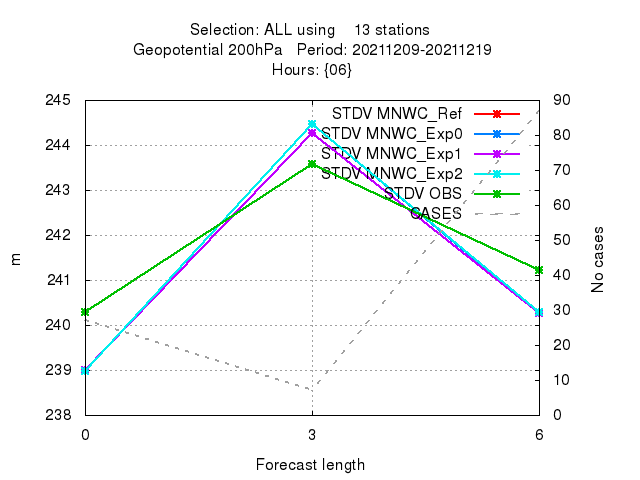 Selection: ALL using    13 stations
Geopotential 200hPa   Period: 20211209-20211219
Hours: {06}
245
244
243
242
241
240
239
238
90
80
70
60
50
40
30
20
10
0
STDV MNWC_Ref
STDV MNWC_Exp0
STDV MNWC_Exp1
STDV MNWC_Exp2
STDV OBS
CASES
m
No cases
0
3
6
Forecast length